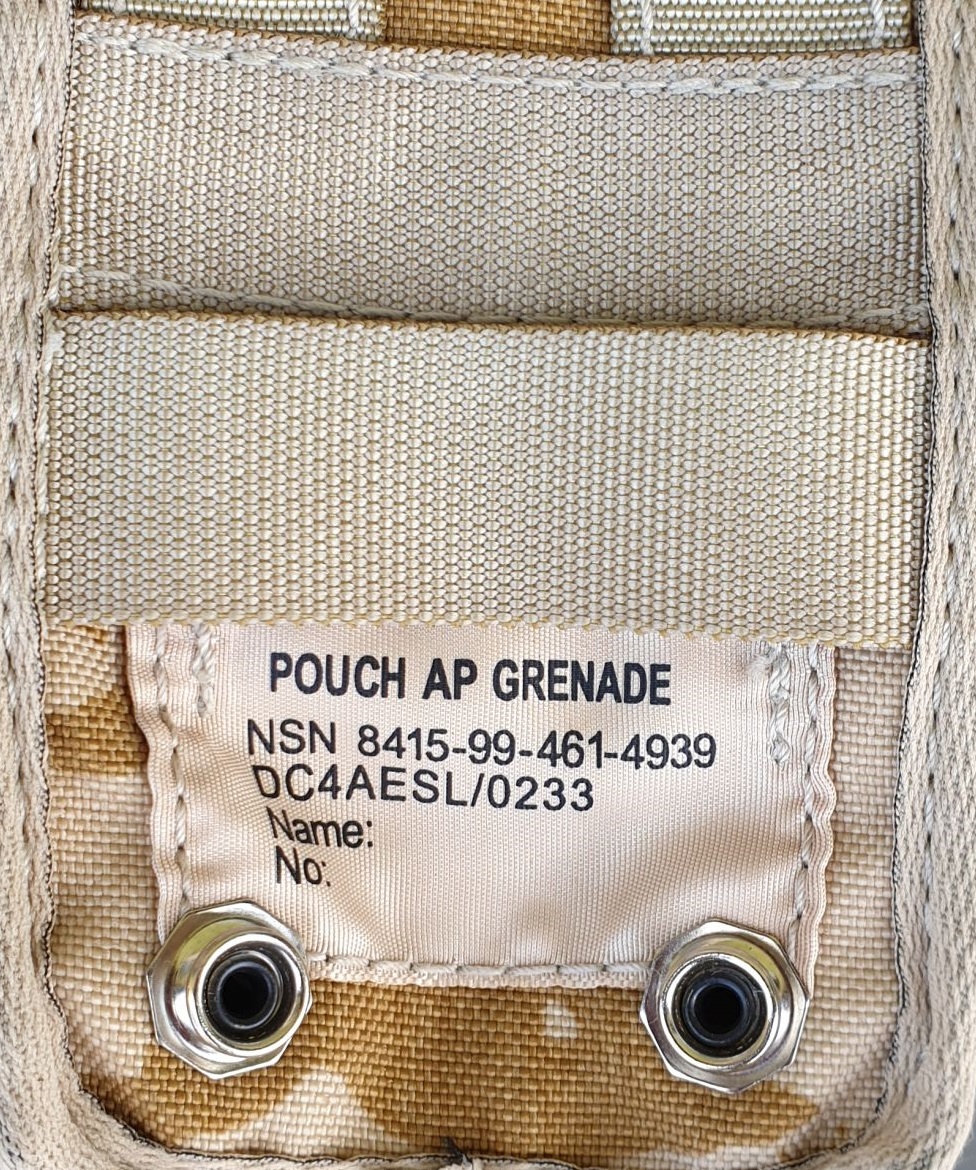 POUCH AP GRENADE
NSN 8415-99-461-4939
DC4AESL/0233
Name:
No: